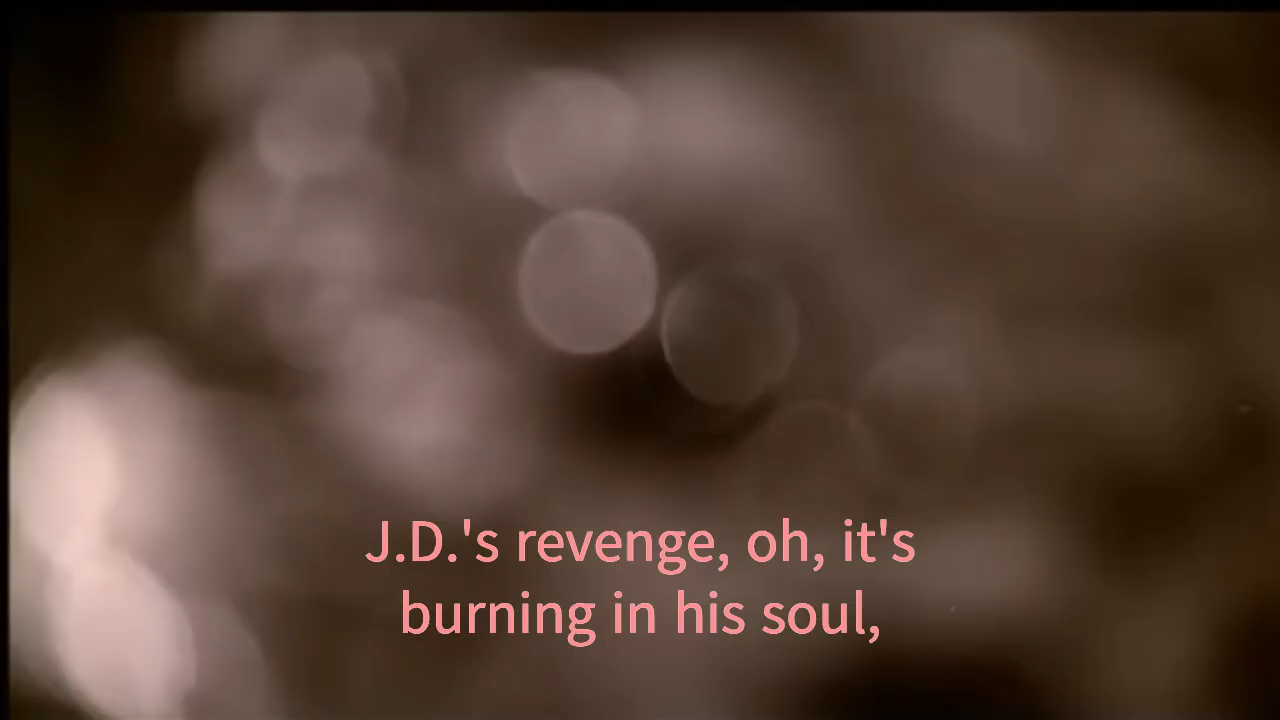 J.D.'s revenge, oh, it's
burning in his soul,